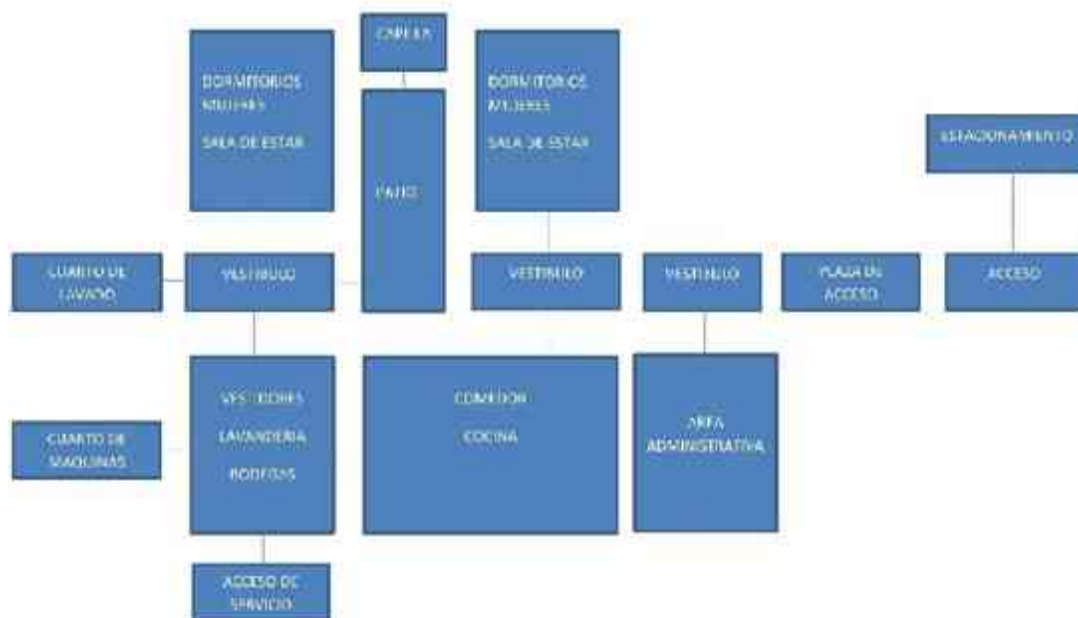 CAPILLA
DORMITORIOS
MUJERES
SALA DE ESTAR
DORMITORIOS
MUJERES
SALA DE ESTAR
PATIO
ESTACIONAMIENTO
CUARTO DE
LAVADO
VESTIBULO
VESTIBULO
VESTIBULO
PLAZA DE
ACCESO
ACCESO
VESTIDORES
LAVANDERIA
BODEGAS
COMEDOR
COCINA
AREA
ADMINISTRATIVA
CUARTO DE
MAQUINAS
ACCESO DE
SERVICIO